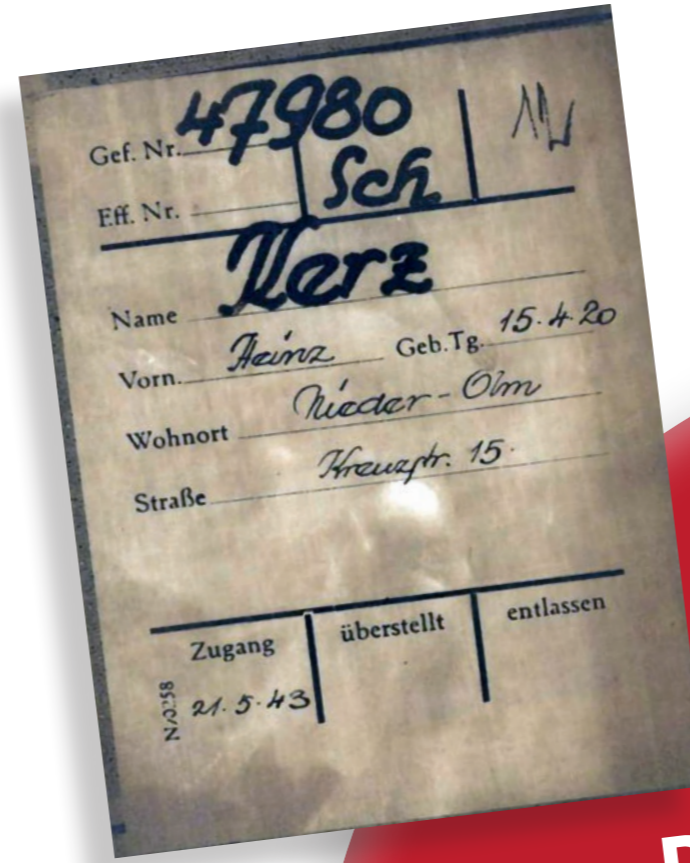 Gef. Nr. 47980
Eff. Nr. Sch
Name Kerz
Vorn. Heinz Geb.Tg. 15.4.20
Wohnort Nieder-Olm
Straße Kreuzstr. 15.
Zugang überstellt entlassen
21.5.43